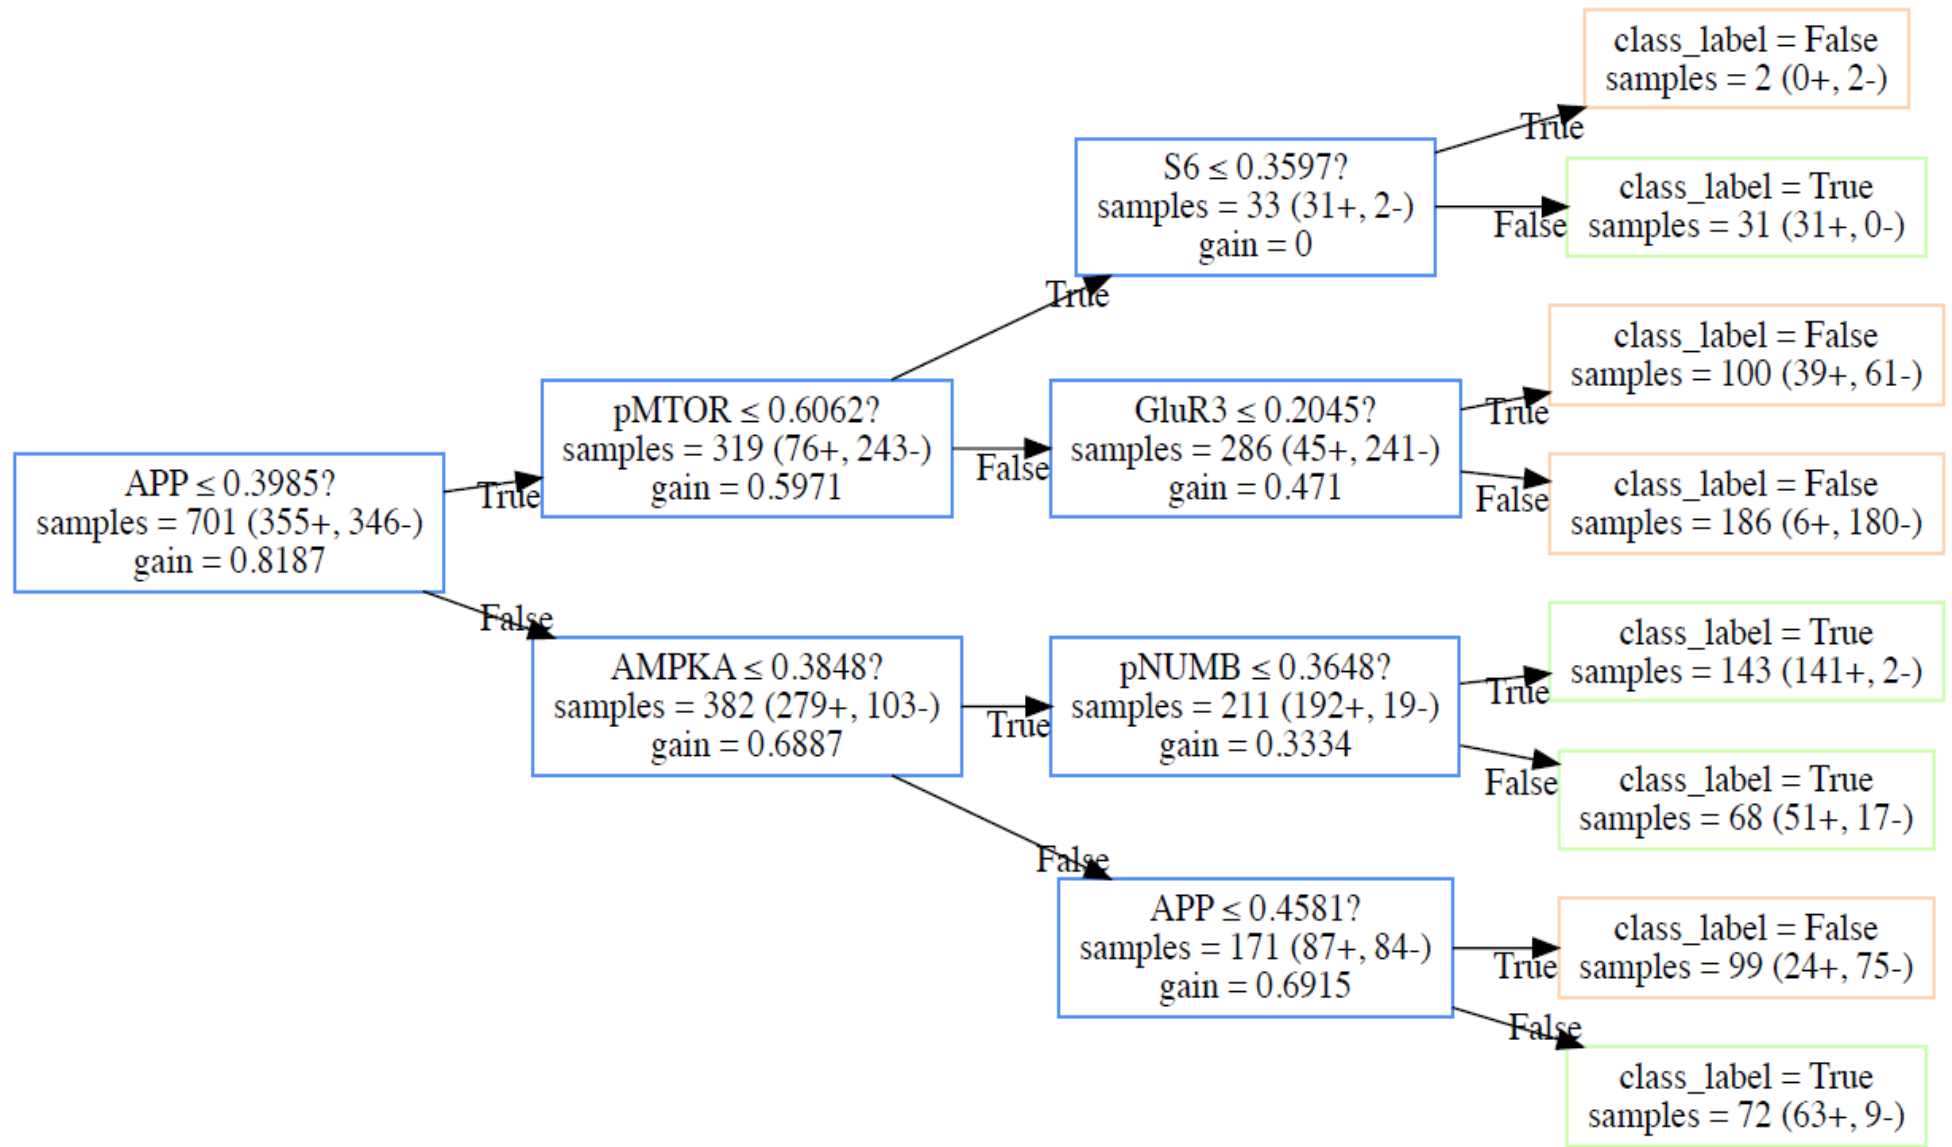 APP ≤ 0.3985?
samples = 701 (355+, 346-)
gain = 0.8187
True
False
pMTOR ≤ 0.6062?
samples = 319 (76+, 243-)
gain = 0.5971
True
False
AMPKA ≤ 0.3848?
samples = 382 (279+, 103-)
gain = 0.6887
True
False
S6 ≤ 0.3597?
samples = 33 (31+, 2-)
gain = 0
True
False
GluR3 ≤ 0.2045?
samples = 286 (45+, 241-)
gain = 0.471
True
False
pNUMB ≤ 0.3648?
samples = 211 (192+, 19-)
gain = 0.3334
True
False
APP ≤ 0.4581?
samples = 171 (87+, 84-)
gain = 0.6915
True
False
class_label = False
samples = 2 (0+, 2-)
class_label = True
samples = 31 (31+, 0-)
class_label = False
samples = 100 (39+, 61-)
class_label = False
samples = 186 (6+, 180-)
class_label = True
samples = 143 (141+, 2-)
class_label = True
samples = 68 (51+, 17-)
class_label = False
samples = 99 (24+, 75-)
class_label = True
samples = 72 (63+, 9-)